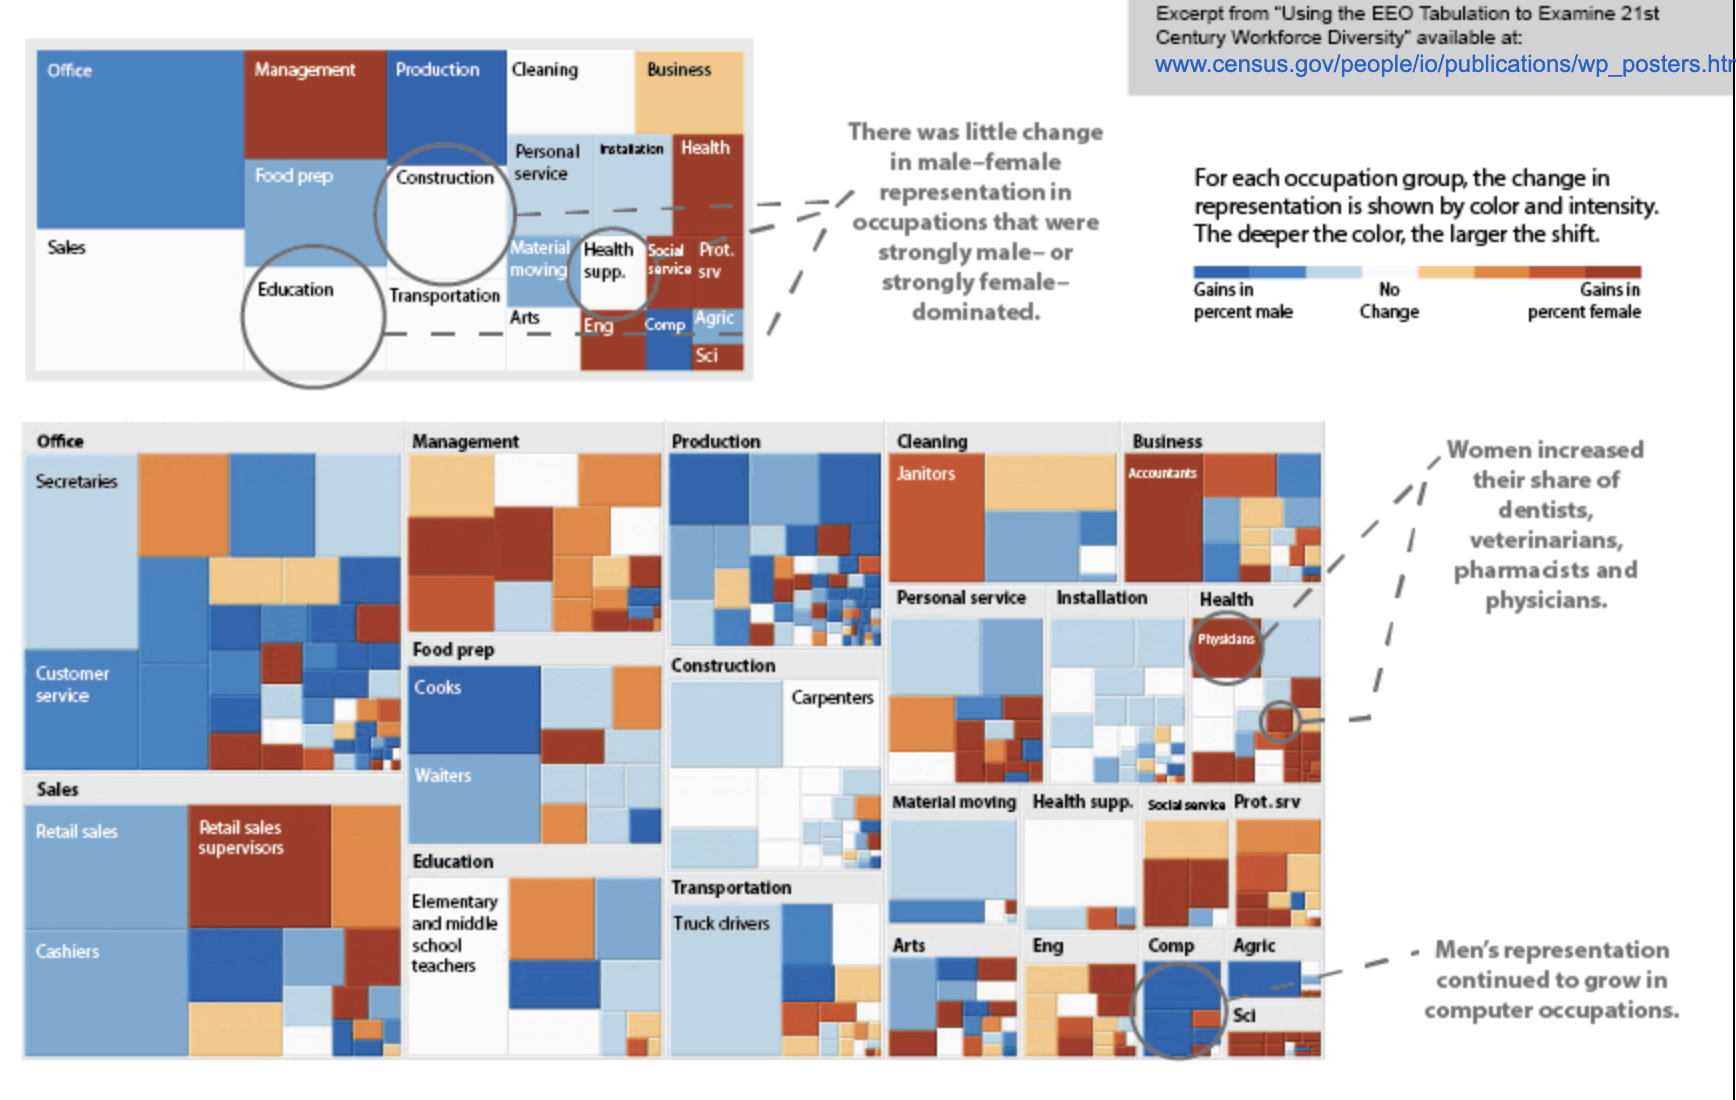 Excerpt from "Using the EEO Tabulation to Examine 21st
Century Workforce Diversity" available at:
www.census.gov/people/io/publications/wp_posters.htm
Office
Management
Production
Cleaning
Business
Food prep
Construction
Personal
service
Installation
Health
Sales
Education
Transportation
Material
moving
Health
supp.
Social
service
Prot.
srv
Arts
Eng
Comp
Agric
Sci
There was little change
in male–female
representation in
occupations that were
strongly male– or
strongly female–
dominated.
For each occupation group, the change in
representation is shown by color and intensity.
The deeper the color, the larger the shift.
Gains in
percent male
No
Change
Gains in
percent female
Office
Secretaries
Customer
service
Sales
Retail sales
Retail sales
supervisors
Cashiers
Management
Food prep
Cooks
Waiters
Education
Elementary
and middle
school
teachers
Production
Construction
Carpenters
Transportation
Truck drivers
Cleaning
Janitors
Business
Accountants
Personal service
Installation
Health
Physicians
Material moving
Health supp.
Social service
Prot. srv
Arts
Eng
Comp
Agric
Sci
Women increased
their share of
dentists,
veterinarians,
pharmacists and
physicians.
Men's representation
continued to grow in
computer occupations.